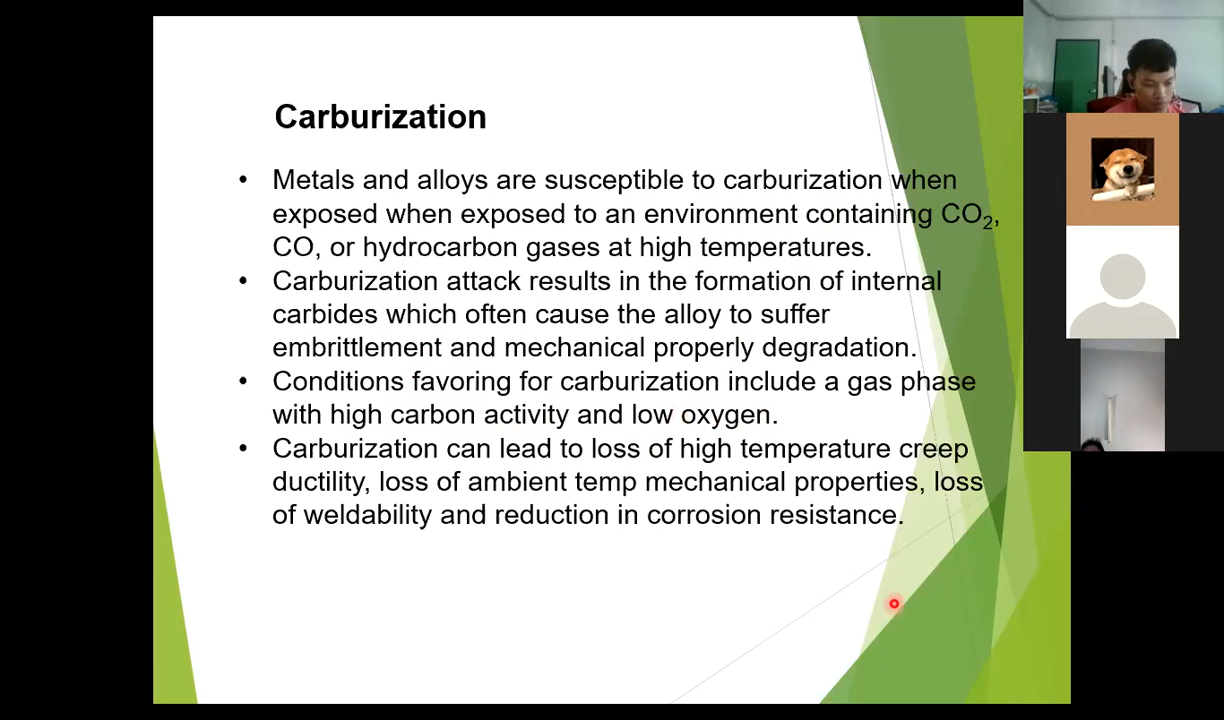 Carburization
• Metals and alloys are susceptible to carburization when
exposed when exposed to an environment containing CO₂,
CO, or hydrocarbon gases at high temperatures.
• Carburization attack results in the formation of internal
carbides which often cause the alloy to suffer
embrittlement and mechanical properly degradation.
• Conditions favoring for carburization include a gas phase
with high carbon activity and low oxygen.
• Carburization can lead to loss of high temperature creep
ductility, loss of ambient temp mechanical properties, loss
of weldability and reduction in corrosion resistance.